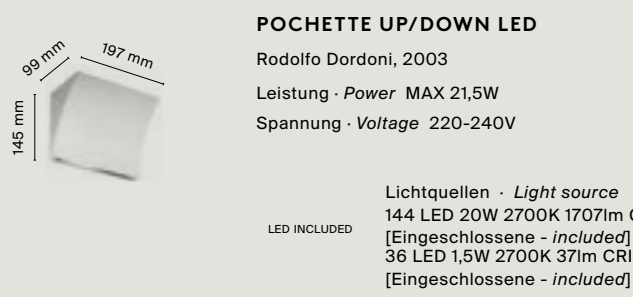 POCHETTE UP/DOWN LED
99 mm
197 mm
145 mm
Rodolfo Dordoni, 2003
Leistung · Power MAX 21,5W
Spannung · Voltage 220-240V
LED INCLUDED
Lichtquellen · Light source
144 LED 20W 2700K 1707lm
[Eingeschlossene - included]
36 LED 1,5W 2700K 37lm CRI
[Eingeschlossene - included]